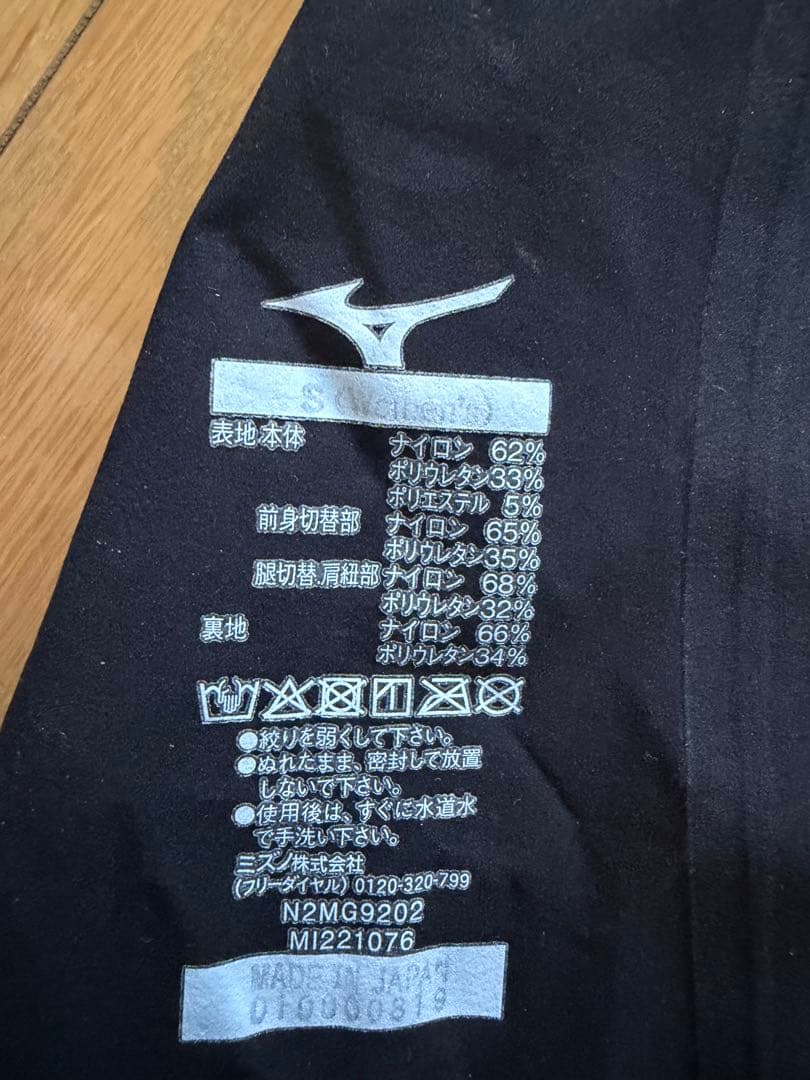 S (Women's)
表地 本体 ナイロン 62%
ポリウレタン33%
ポリエステル 5%
前身切替部 ナイロン 65%
ポリウレタン35%
腿切替.肩紐部 ナイロン 68%
ポリウレタン32%
裏地 ナイロン 66%
ポリウレタン34%
●絞りを弱くして下さい。
●ぬれたまま、密封して放置
しないで下さい。
●使用後は、すぐに水道水
で手洗い下さい。
ミズノ株式会社
(フリーダイヤル) 0120-320-799
N2MG9202
MI221076
MADE IN JAPAN